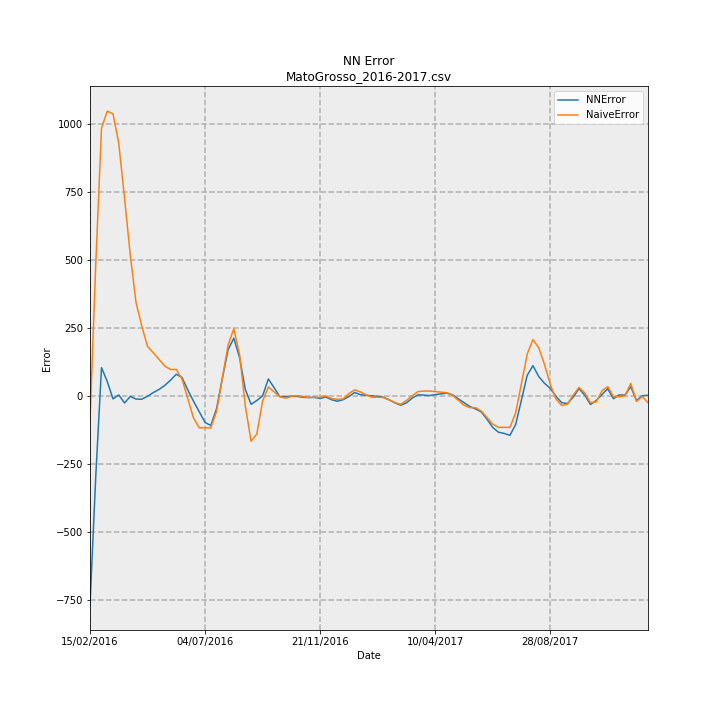 NN Error
MatoGrosso_2016-2017.csv
NNError
NaiveError
1000
750
500
250
0
−250
−500
−750
Error
15/02/2016 04/07/2016 21/11/2016 10/04/2017 28/08/2017
Date